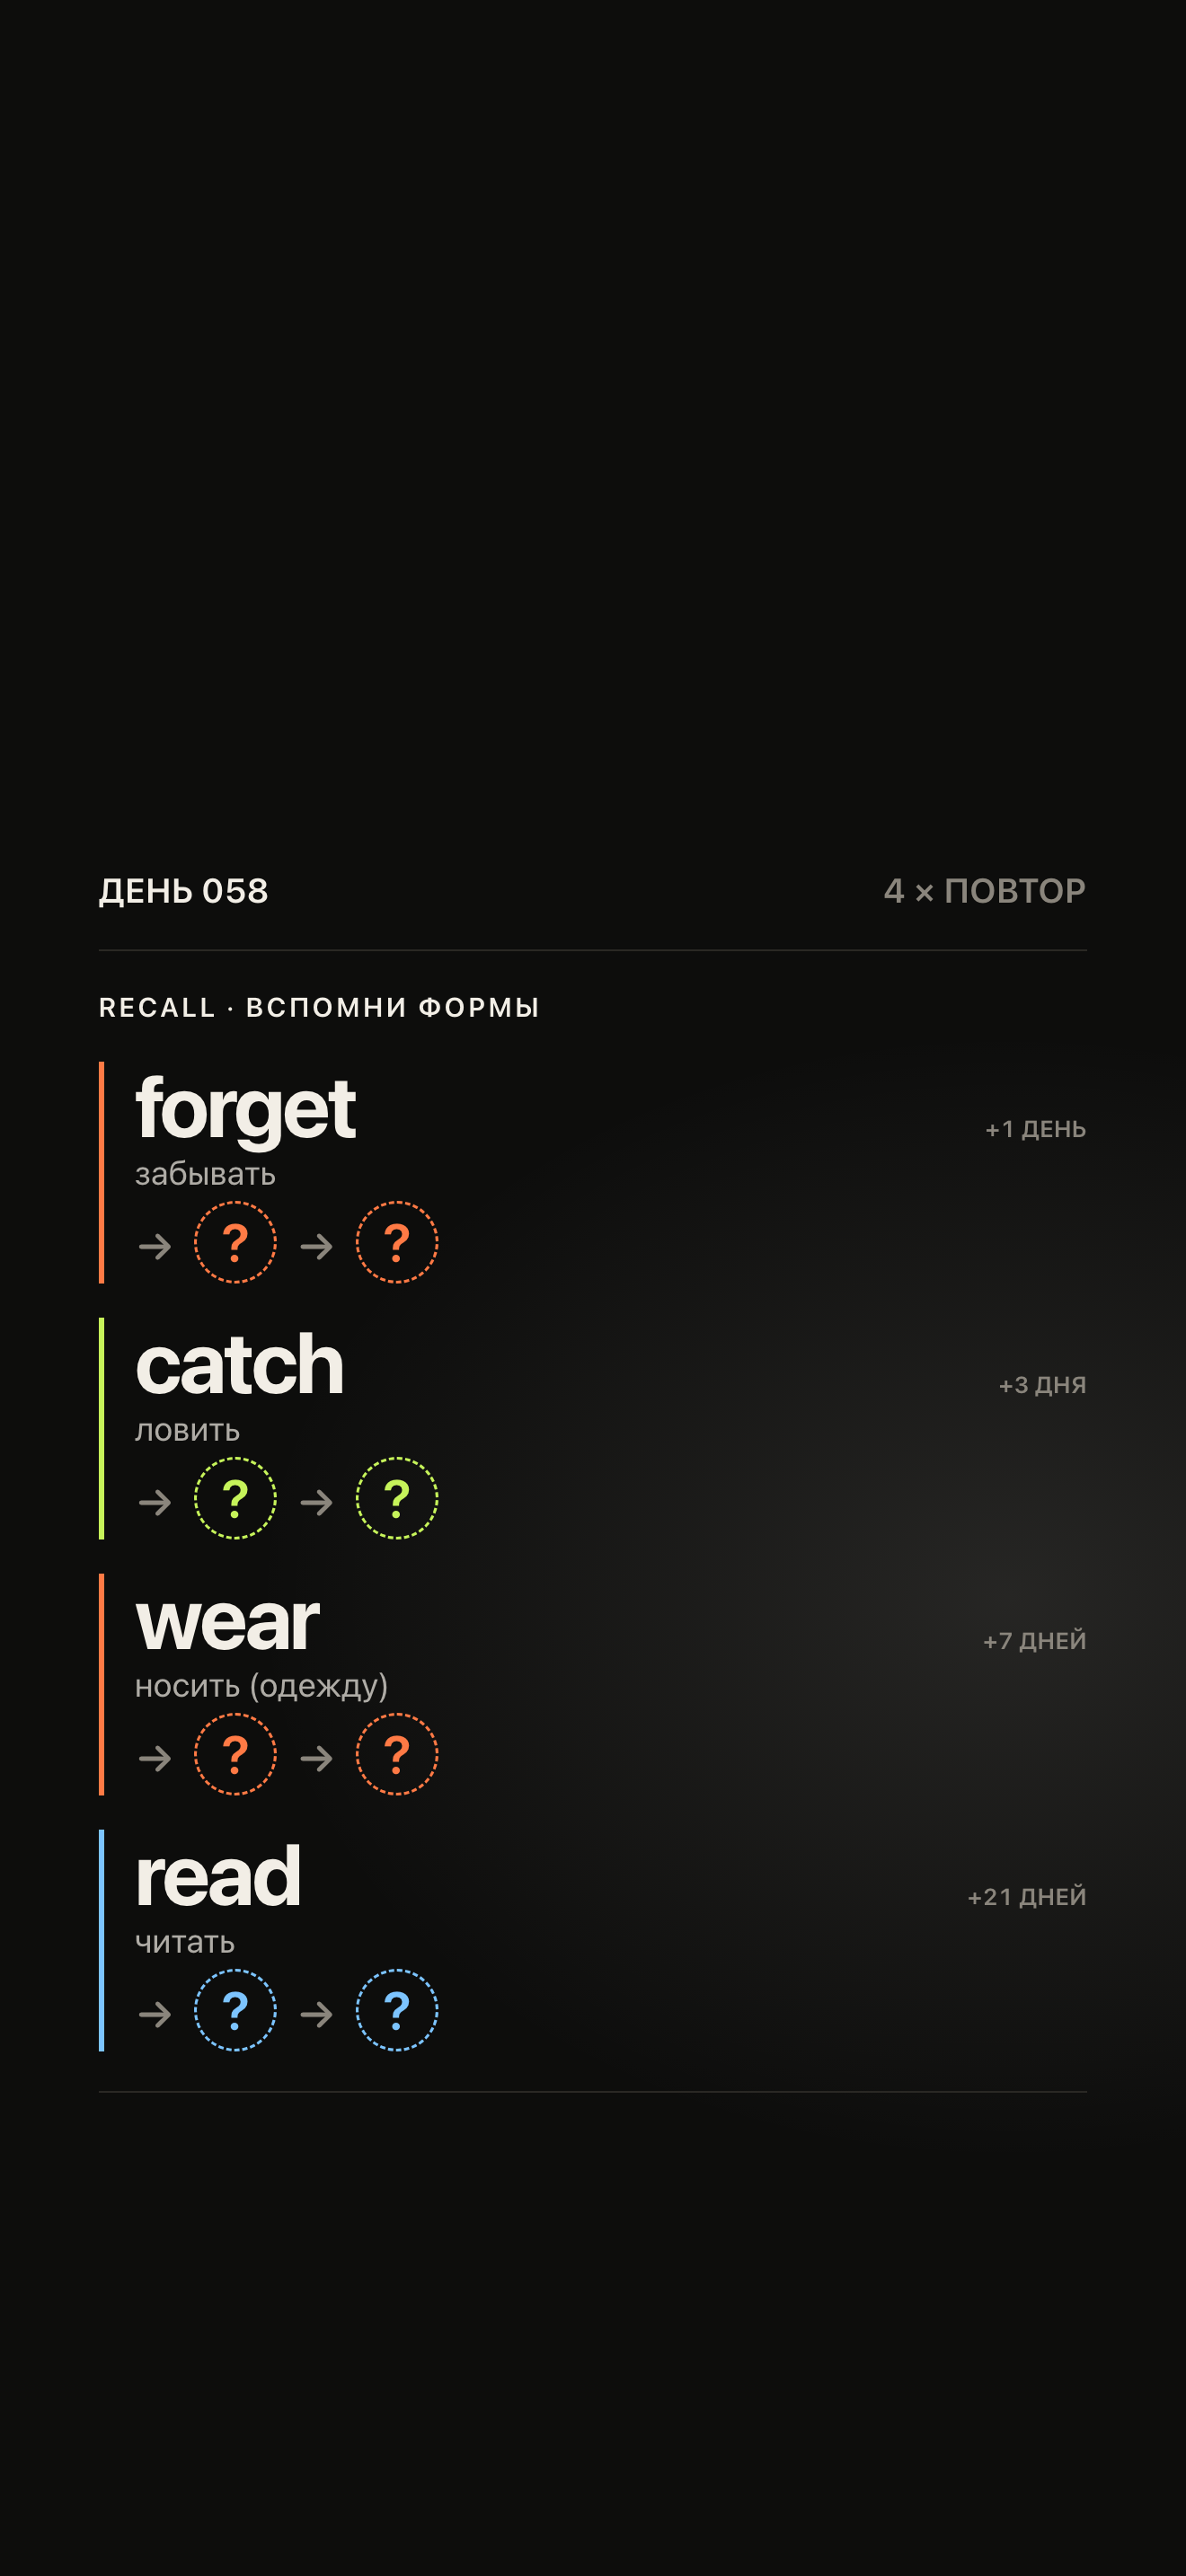 ДЕНЬ 058 4 × ПОВТОР
RECALL · ВСПОМНИ ФОРМЫ
forget +1 ДЕНЬ
забывать
→ ? → ?
catch +3 ДНЯ
ловить
→ ? → ?
wear +7 ДНЕЙ
носить (одежду)
→ ? → ?
read +21 ДНЕЙ
читать
→ ? → ?